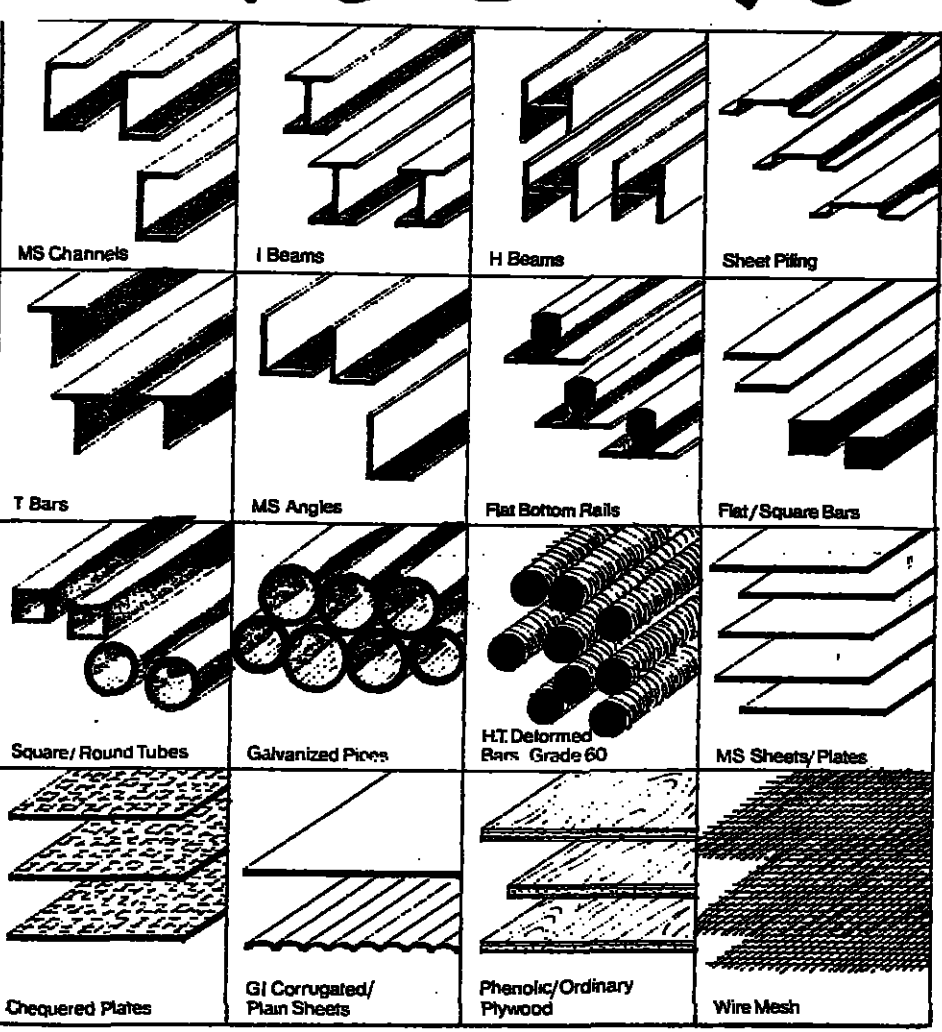 MS Channels
I Beams
H Beams
Sheet Piling
T Bars
MS Angles
Flat Bottom Rails
Flat/Square Bars
Square/Round Tubes
Galvanized Pipes
H.T. Deformed
Bars Grade 60
MS Sheets/Plates
Chequered Plates
GI Corrugated/
Plain Sheets
Phenolic/Ordinary
Plywood
Wire Mesh